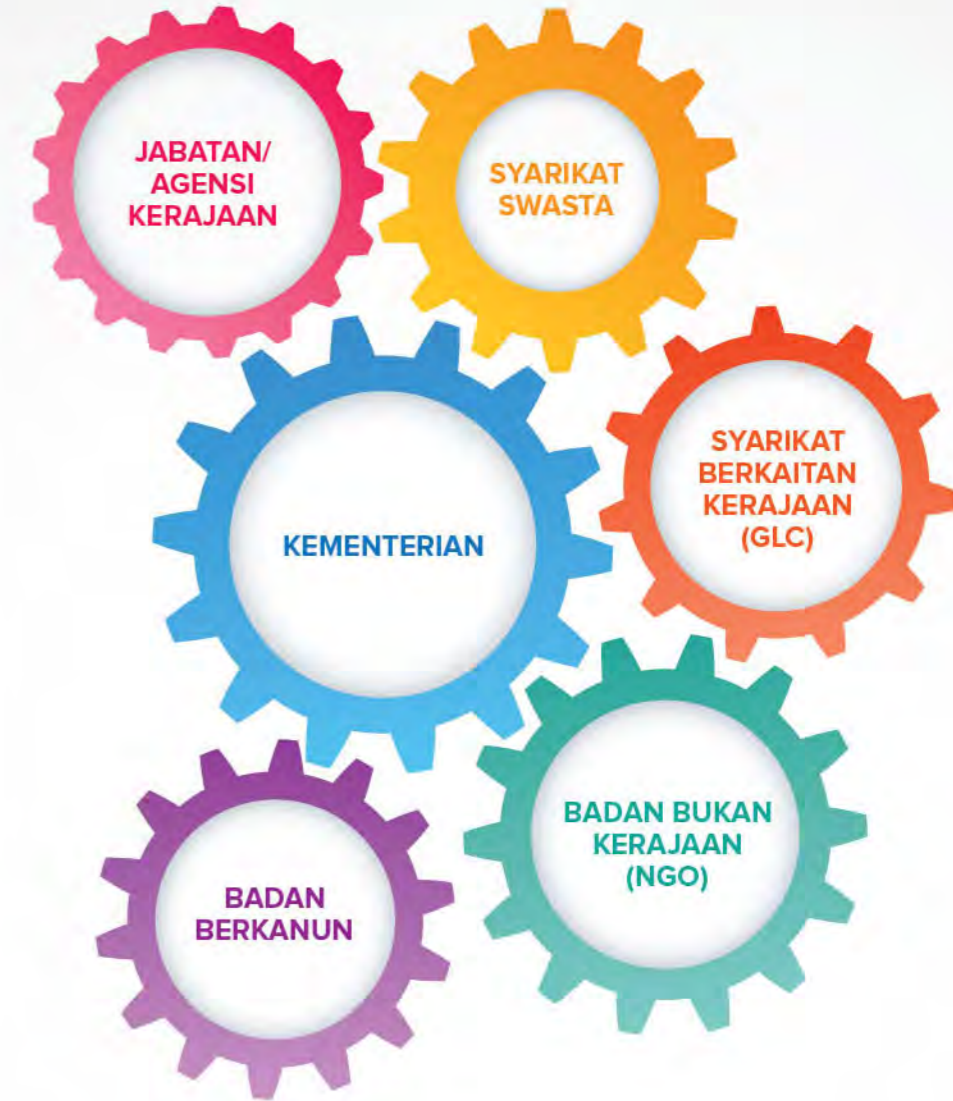 JABATAN/
AGENSI
KERAJAAN
SYARIKAT
SWASTA
SYARIKAT
BERKAITAN
KERAJAAN
(GLC)
KEMENTERIAN
BADAN BUKAN
KERAJAAN
(NGO)
BADAN
BERKANUN